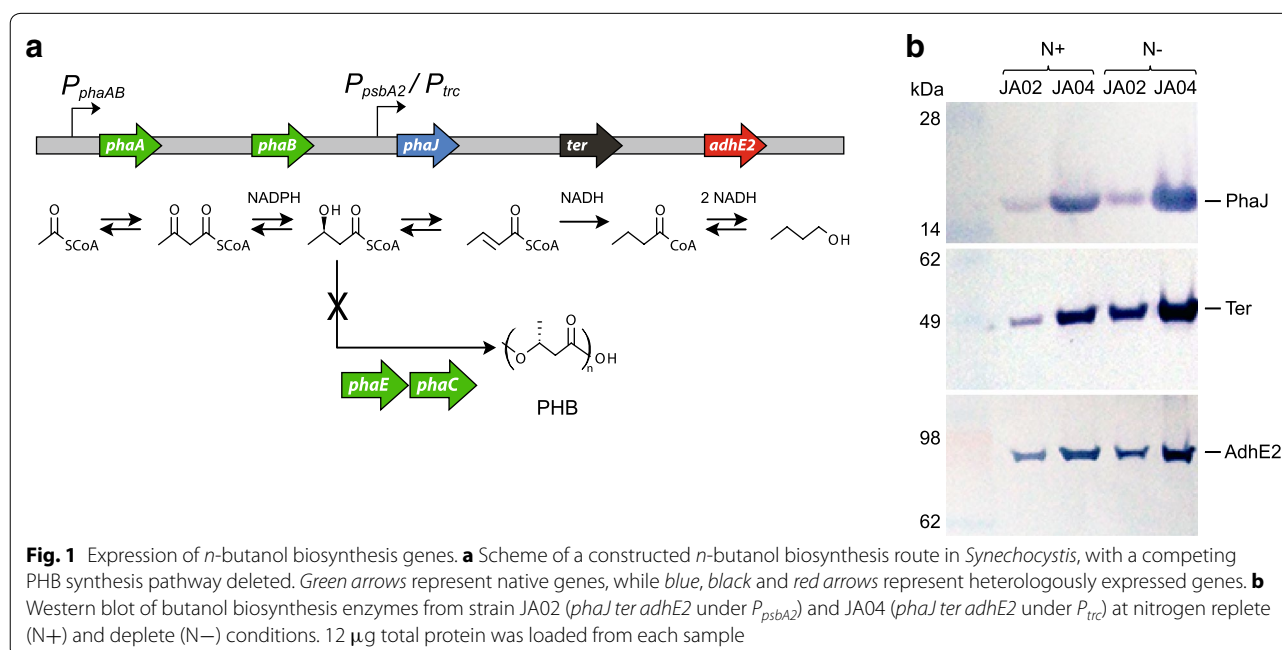 a
P_phaAB
P_psbA2 / P_trc
phaA phaB phaJ ter adhE2
NADPH NADH 2 NADH
O O O OH O O O
SCoA SCoA SCoA SCoA CoA OH
X
O
O OH
n
phaE phaC
PHB
b
N+ N-
kDa JA02 JA04 JA02 JA04
28
PhaJ
14
62
Ter
49
98
AdhE2
62
Fig. 1 Expression of n-butanol biosynthesis genes. a Scheme of a constructed n-butanol biosynthesis route in Synechocystis, with a competing
PHB synthesis pathway deleted. Green arrows represent native genes, while blue, black and red arrows represent heterologously expressed genes. b
Western blot of butanol biosynthesis enzymes from strain JA02 (phaJ ter adhE2 under P_psbA2) and JA04 (phaJ ter adhE2 under P_trc) at nitrogen replete
(N+) and deplete (N−) conditions. 12 μg total protein was loaded from each sample